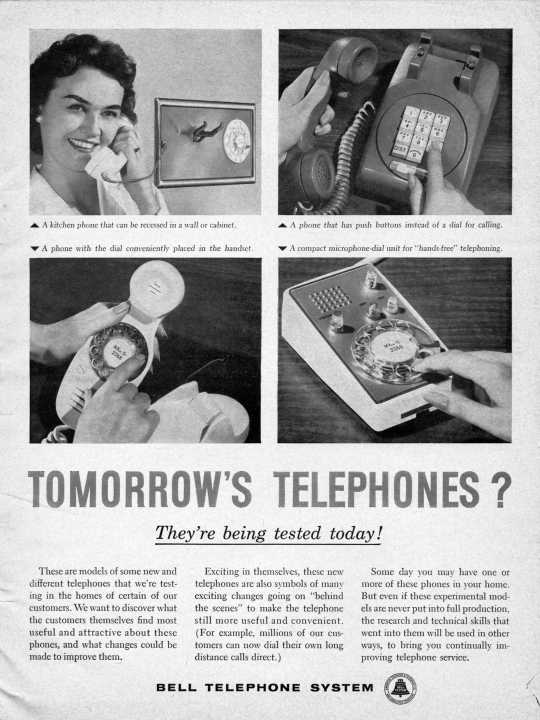 ▲ A kitchen phone that can be recessed in a wall or cabinet.
▲ A phone that has push buttons instead of a dial for calling.
▼ A phone with the dial conveniently placed in the handset.
▼ A compact microphone-dial unit for "hands-free" telephoning.
TOMORROW'S TELEPHONES?
They're being tested today!
These are models of some new and
different telephones that we're test-
ing in the homes of certain of our
customers. We want to discover what
the customers themselves find most
useful and attractive about these
phones, and what changes could be
made to improve them.
Exciting in themselves, these new
telephones are also symbols of many
exciting changes going on "behind
the scenes" to make the telephone
still more useful and convenient.
(For example, millions of our cus-
tomers can now dial their own long
distance calls direct.)
Some day you may have one or
more of these phones in your home.
But even if these experimental mod-
els are never put into full production,
the research and technical skills that
went into them will be used in other
ways, to bring you continually im-
proving telephone service.
BELL TELEPHONE SYSTEM